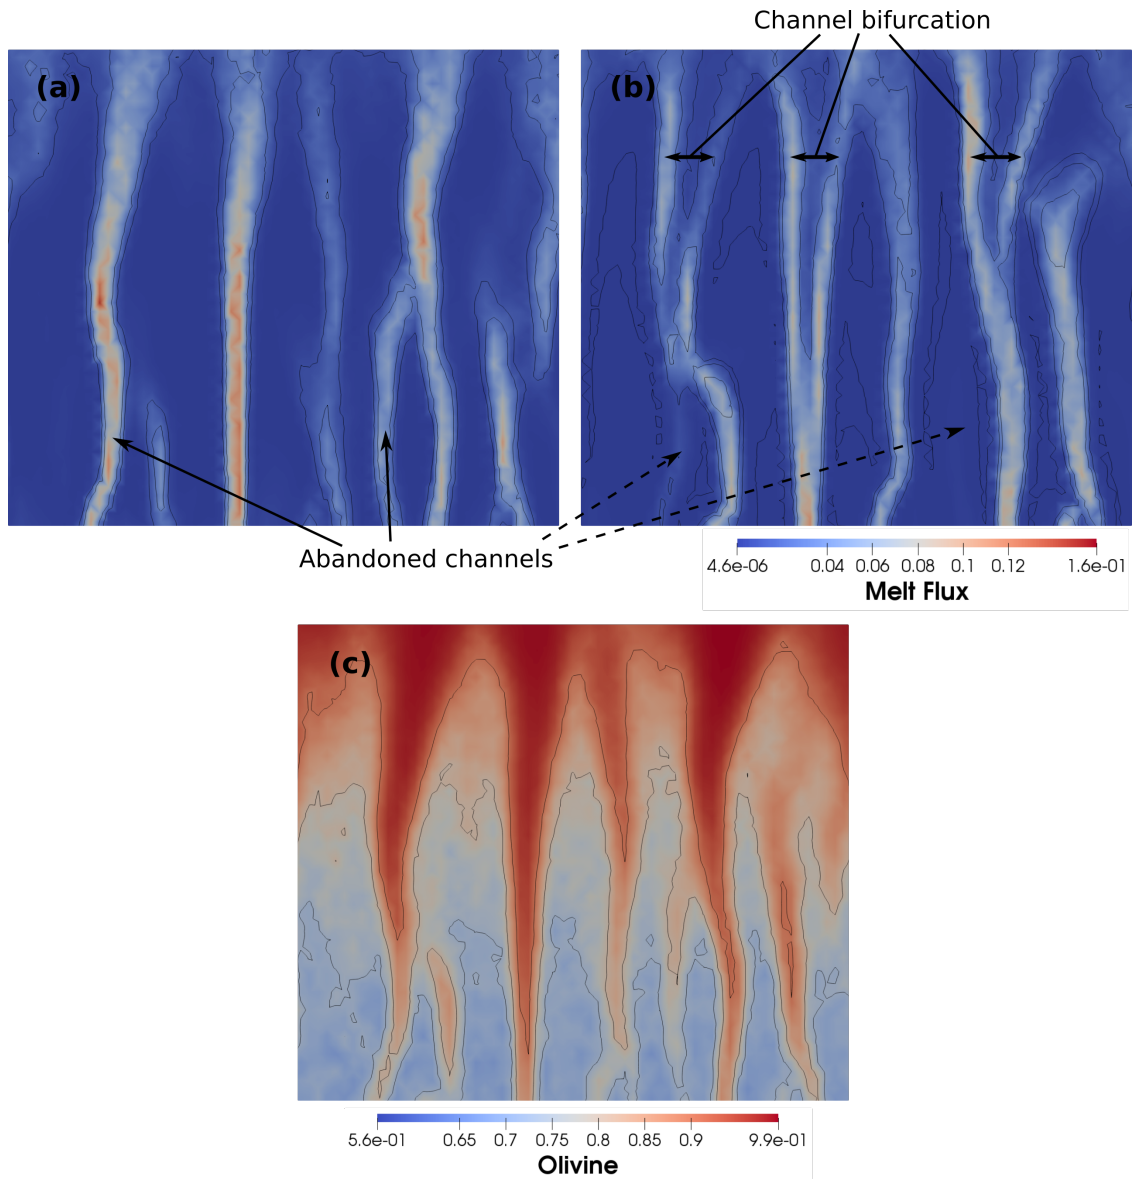 Channel bifurcation
(a)
(b)
Abandoned channels
4.6e-06 0.04 0.06 0.08 0.1 0.12 1.6e-01
Melt Flux
(c)
5.6e-01 0.65 0.7 0.75 0.8 0.85 0.9 9.9e-01
Olivine